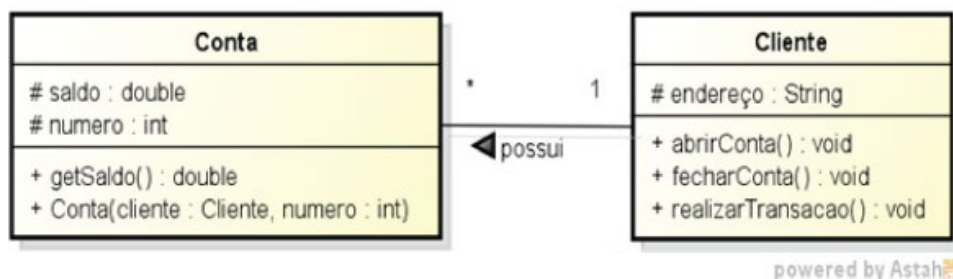 Conta
# saldo : double
# numero : int
+ getSaldo() : double
+ Conta(cliente : Cliente, numero : int)
* 1
possui
Cliente
# endereço : String
+ abrirConta() : void
+ fecharConta() : void
+ realizarTransacao() : void
powered by Astah